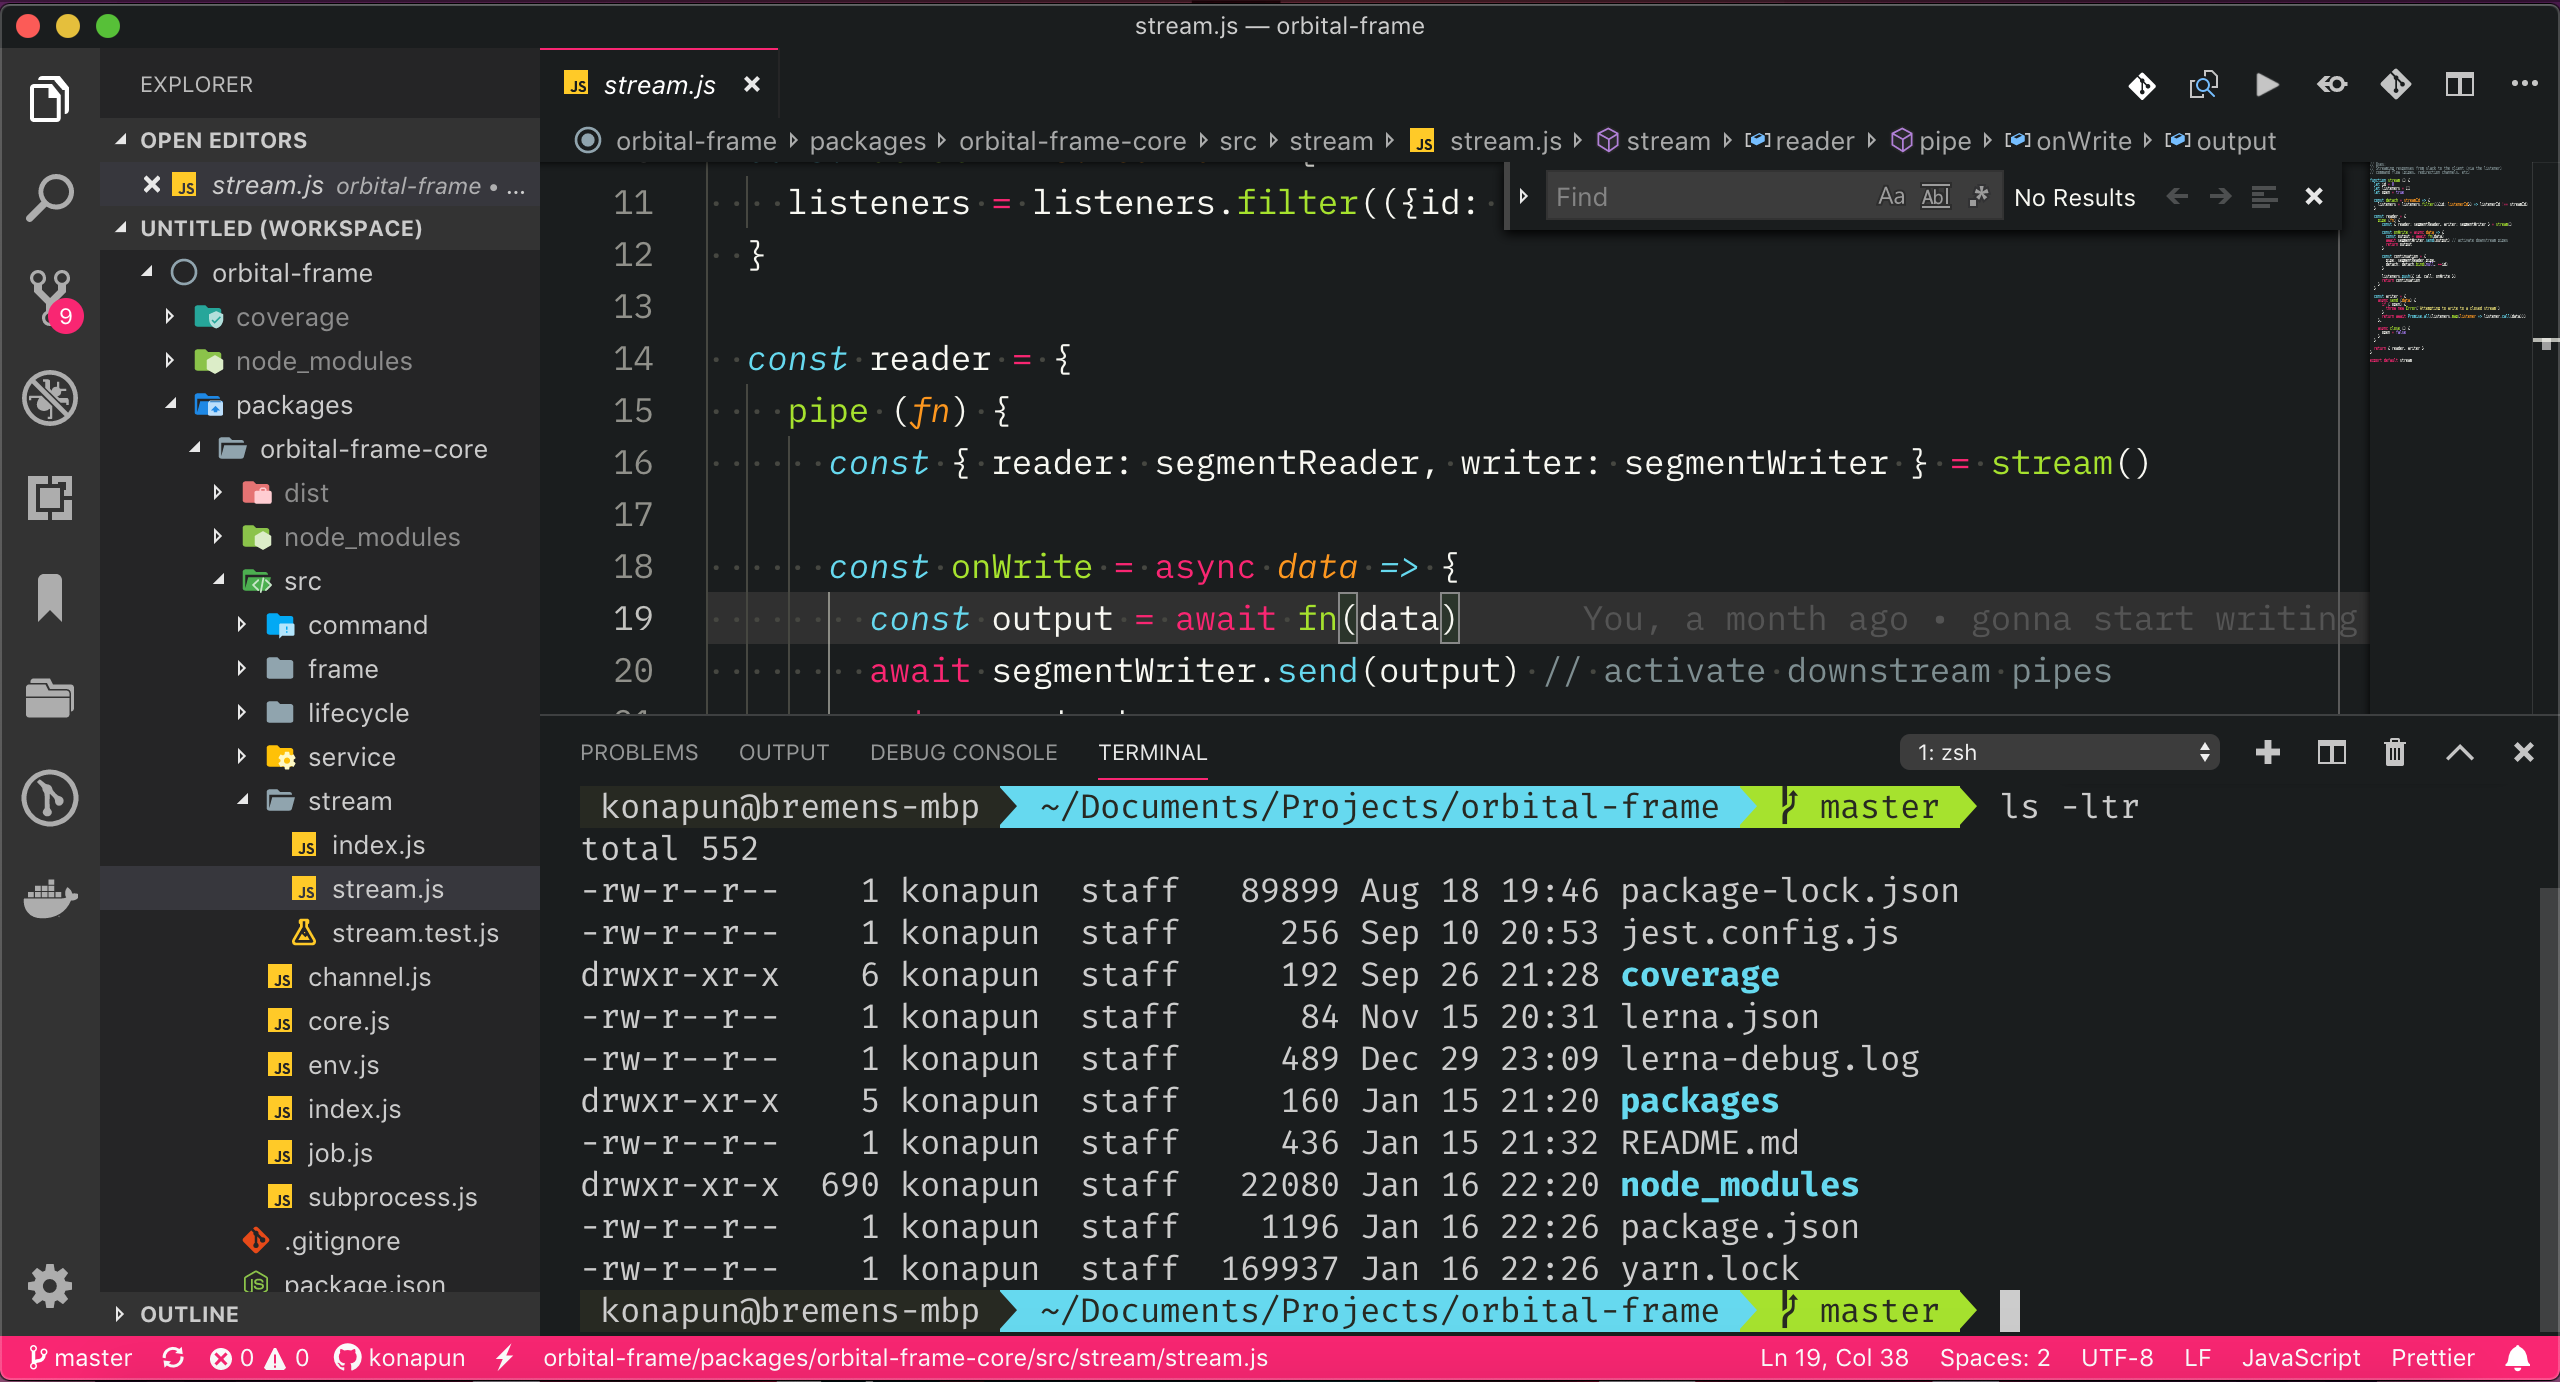 stream.js — orbital-frame
EXPLORER
OPEN EDITORS
stream.js orbital-frame • ...
UNTITLED (WORKSPACE)
orbital-frame
coverage
node_modules
packages
orbital-frame-core
dist
node_modules
src
command
frame
lifecycle
service
stream
index.js
stream.js
stream.test.js
channel.js
core.js
env.js
index.js
job.js
subprocess.js
.gitignore
package.json
OUTLINE
9
stream.js
orbital-frame packages orbital-frame-core src stream stream.js stream reader pipe onWrite output
Find Aa Abl .* No Results
11 listeners = listeners.filter(({id:
12 }
13
14 const reader = {
15 pipe (fn) {
16 const { reader: segmentReader, writer: segmentWriter } = stream()
17
18 const onWrite = async data => {
19 const output = await fn(data) You, a month ago • gonna start writing
20 await segmentWriter.send(output) // activate downstream pipes
PROBLEMS OUTPUT DEBUG CONSOLE TERMINAL 1: zsh
konapun@bremens-mbp ~/Documents/Projects/orbital-frame master ls -ltr
total 552
-rw-r--r-- 1 konapun staff 89899 Aug 18 19:46 package-lock.json
-rw-r--r-- 1 konapun staff 256 Sep 10 20:53 jest.config.js
drwxr-xr-x 6 konapun staff 192 Sep 26 21:28 coverage
-rw-r--r-- 1 konapun staff 84 Nov 15 20:31 lerna.json
-rw-r--r-- 1 konapun staff 489 Dec 29 23:09 lerna-debug.log
drwxr-xr-x 5 konapun staff 160 Jan 15 21:20 packages
-rw-r--r-- 1 konapun staff 436 Jan 15 21:32 README.md
drwxr-xr-x 690 konapun staff 22080 Jan 16 22:20 node_modules
-rw-r--r-- 1 konapun staff 1196 Jan 16 22:26 package.json
-rw-r--r-- 1 konapun staff 169937 Jan 16 22:26 yarn.lock
konapun@bremens-mbp ~/Documents/Projects/orbital-frame master
master 0 0 konapun orbital-frame/packages/orbital-frame-core/src/stream/stream.js Ln 19, Col 38 Spaces: 2 UTF-8 LF JavaScript Prettier